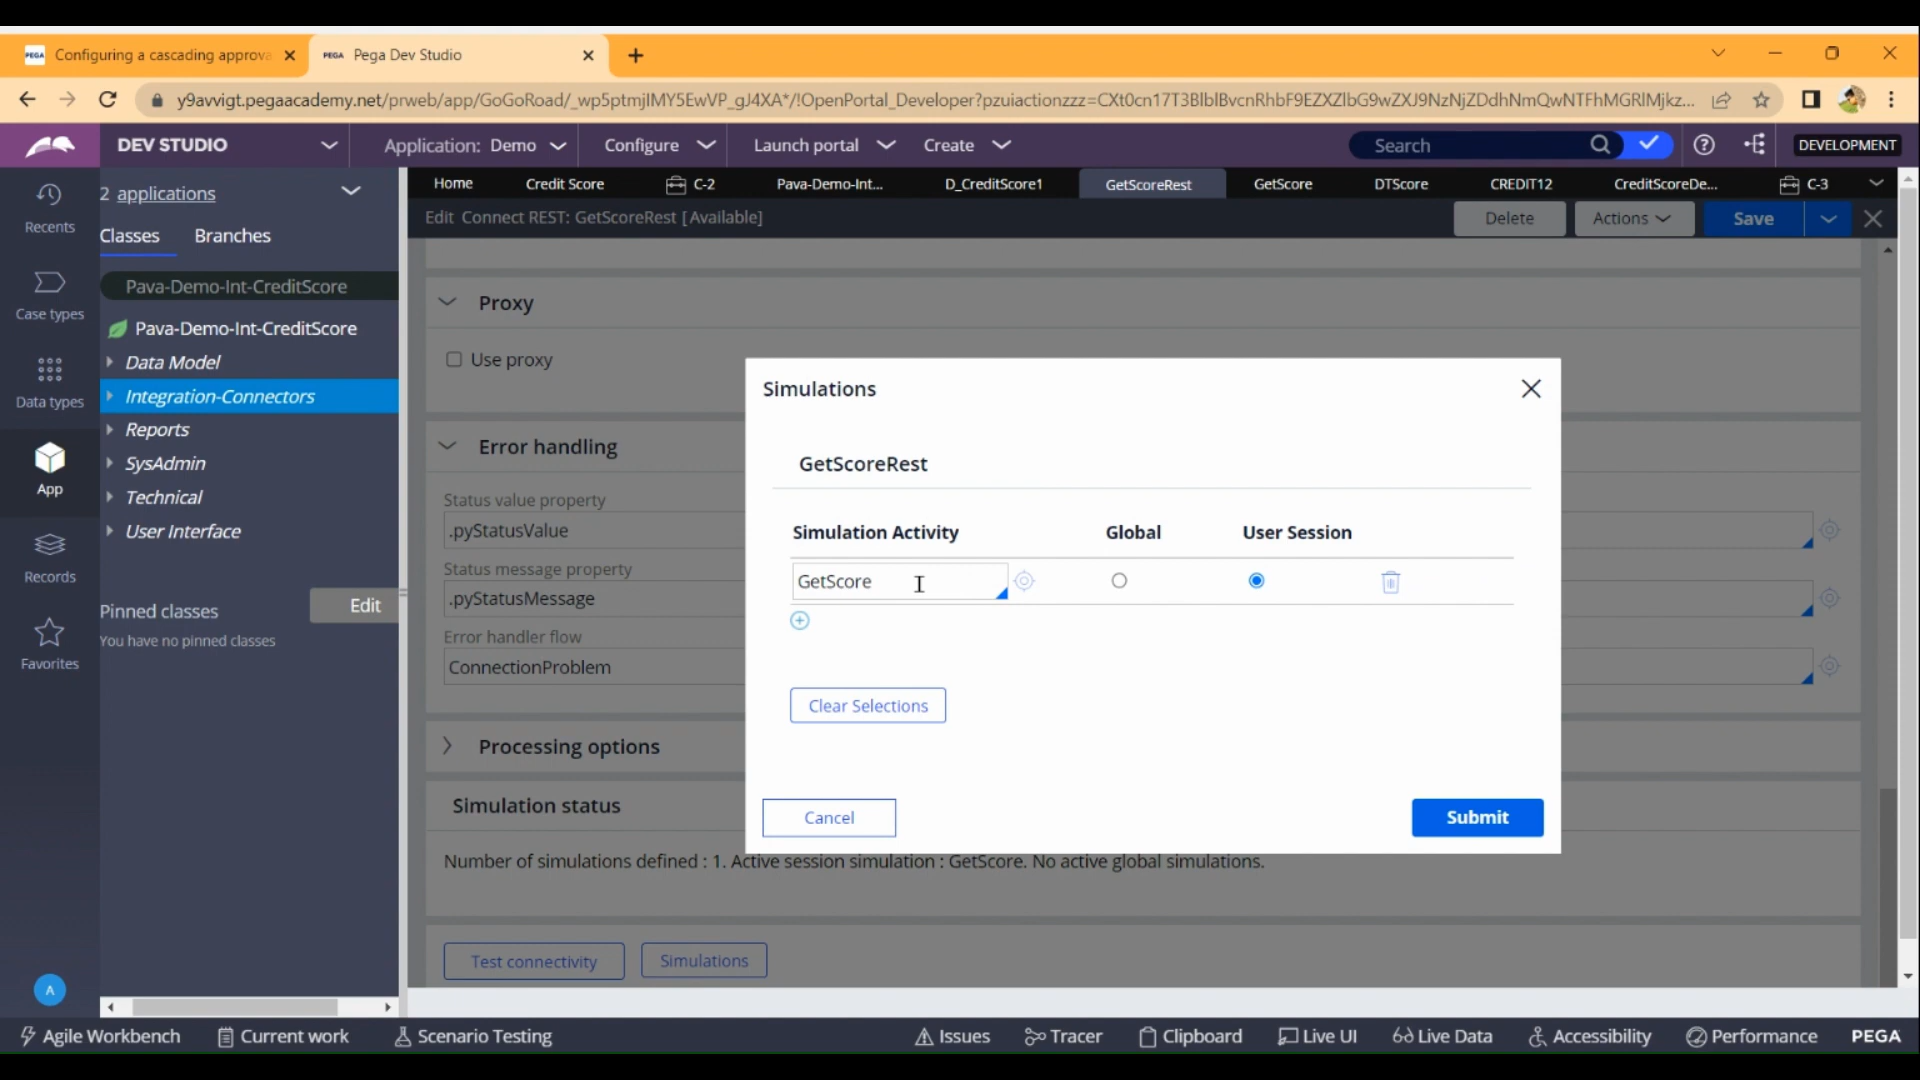 PEGA Configuring a cascading approva
PEGA Pega Dev Studio
y9avvigt.pegaacademy.net/prweb/app/GoGoRoad/_wp5ptmjIMY5EwVP_gJ4XA*/!OpenPortal_Developer?pzuiactionzzz=CXt0cn17T3BlblBvcnRhbF9EZXZlbG9wZXJ9NzNjZDdhNmQwNTFhMGRlMjkz...
DEV STUDIO
Application: Demo
Configure
Launch portal
Create
Search
DEVELOPMENT
Recents
Case types
Data types
App
Records
Favorites
A
2 applications
Classes
Branches
Pava-Demo-Int-CreditScore
Pava-Demo-Int-CreditScore
Data Model
Integration-Connectors
Reports
SysAdmin
Technical
User Interface
Pinned classes
Edit
You have no pinned classes
Home
Credit Score
C-2
Pava-Demo-Int...
D_CreditScore1
GetScoreRest
GetScore
DTScore
CREDIT12
CreditScoreDe...
C-3
Edit Connect REST: GetScoreRest [Available]
Delete
Actions
Save
Proxy
Use proxy
Error handling
Status value property
.pyStatusValue
Status message property
.pyStatusMessage
Error handler flow
ConnectionProblem
Processing options
Simulation status
Number of simulations defined : 1. Active session simulation : GetScore. No active global simulations.
Test connectivity
Simulations
Simulations
GetScoreRest
Simulation Activity
Global
User Session
GetScore
Clear Selections
Cancel
Submit
Agile Workbench
Current work
Scenario Testing
Issues
Tracer
Clipboard
Live UI
Live Data
Accessibility
Performance
PEGA